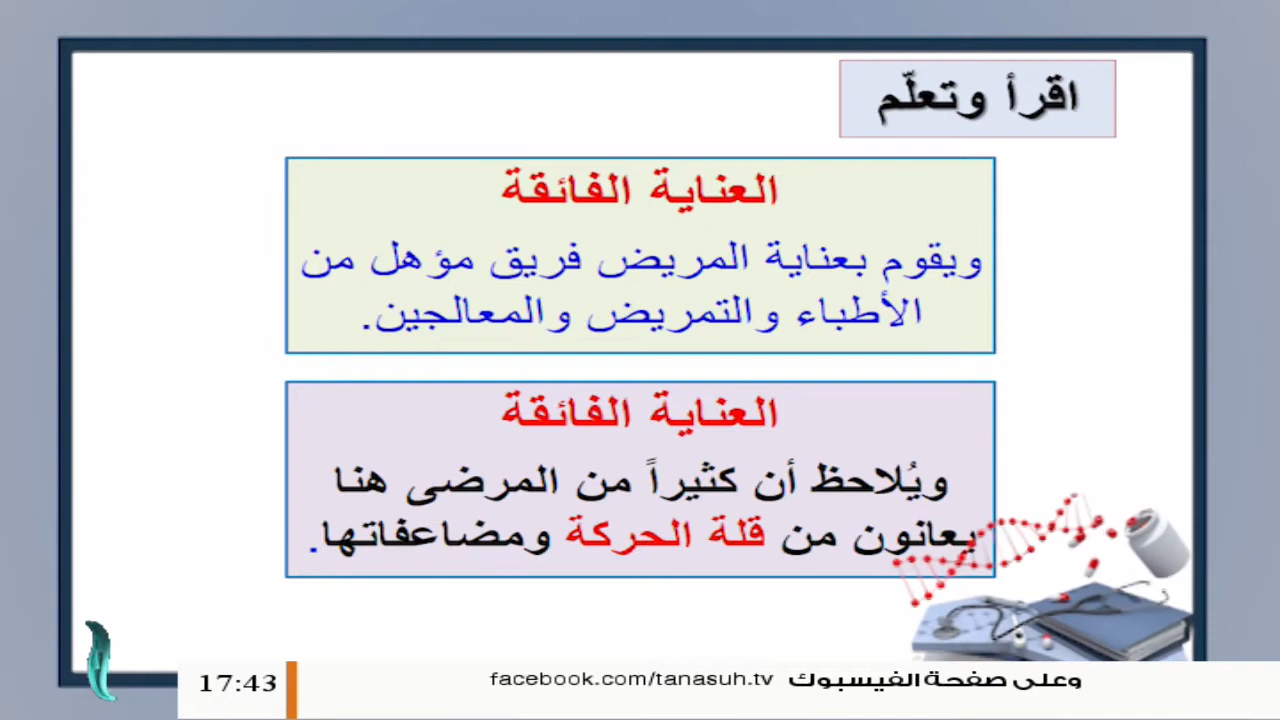 اقرأ وتعلّم
العناية الفائقة
ويقوم بعناية المريض فريق مؤهل من
الأطباء والتمريض والمعالجين.
العناية الفائقة
ويُلاحظ أن كثيراً من المرضى هنا
يعانون من قلة الحركة ومضاعفاتها.
وعلى صفحة الفيسبوك facebook.com/tanasuh.tv
17:43